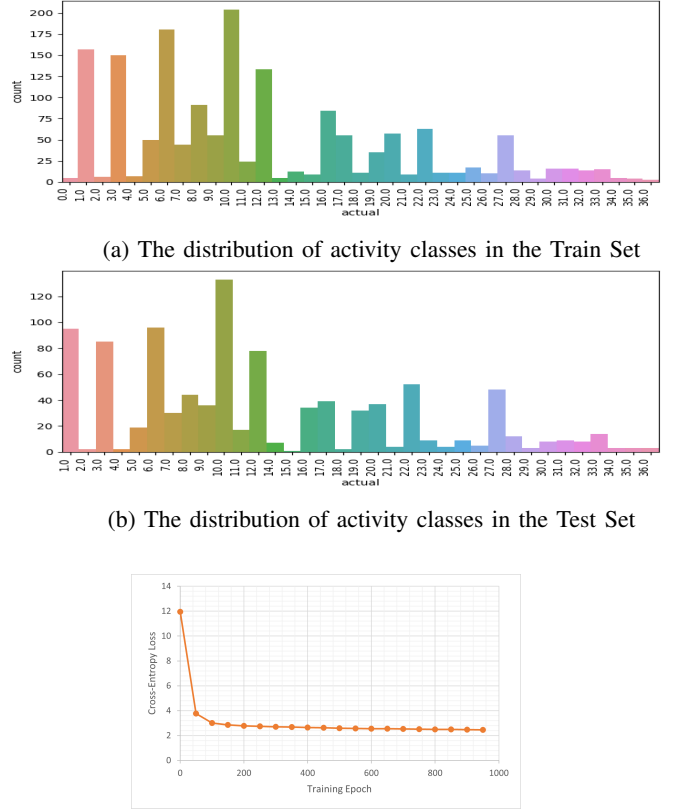 200
175
150
125
100
75
50
25
0
count
0.0 1.0 2.0 3.0 4.0 5.0 6.0 7.0 8.0 9.0 10.0 11.0 12.0 13.0 14.0 15.0 16.0 17.0 18.0 19.0 20.0 21.0 22.0 23.0 24.0 25.0 26.0 27.0 28.0 29.0 30.0 31.0 32.0 33.0 34.0 35.0 36.0
actual
(a) The distribution of activity classes in the Train Set
120
100
80
60
40
20
0
count
1.0 2.0 3.0 4.0 5.0 6.0 7.0 8.0 9.0 10.0 11.0 12.0 14.0 15.0 16.0 17.0 18.0 19.0 20.0 21.0 22.0 23.0 24.0 25.0 26.0 27.0 28.0 29.0 30.0 31.0 32.0 33.0 34.0 35.0 36.0
actual
(b) The distribution of activity classes in the Test Set
14
12
10
8
6
4
2
0
Cross-Entropy Loss
0 200 400 600 800 1000
Training Epoch